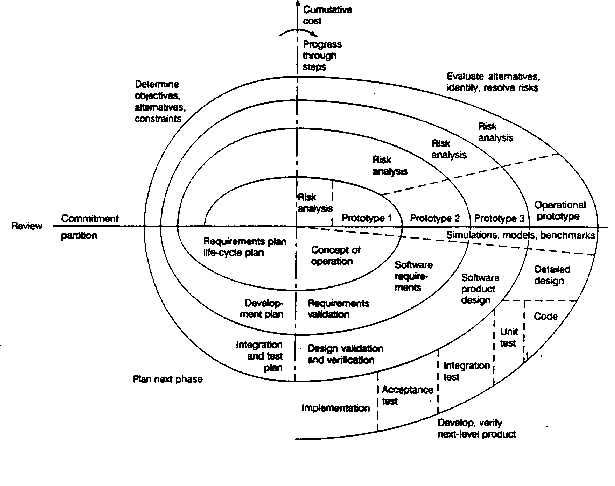 Cumulative
cost
Progress
through
steps
Determine
objectives,
alternatives,
constraints
Evaluate alternatives,
identify, resolve risks
Risk
analysis
Risk
analysis
Risk
analysis
Risk
analysis
Operational
prototype
Review
Commitment
partition
Prototype 1
Prototype 2
Prototype 3
Simulations, models, benchmarks
Requirements plan
life-cycle plan
Concept of
operation
Software
require-
ments
Software
product
design
Detailed
design
Develop-
ment plan
Requirements
validation
Code
Unit
test
Integration
and test
plan
Design validation
and verification
Integration
test
Plan next phase
Acceptance
test
Implementation
Develop, verify
next-level product